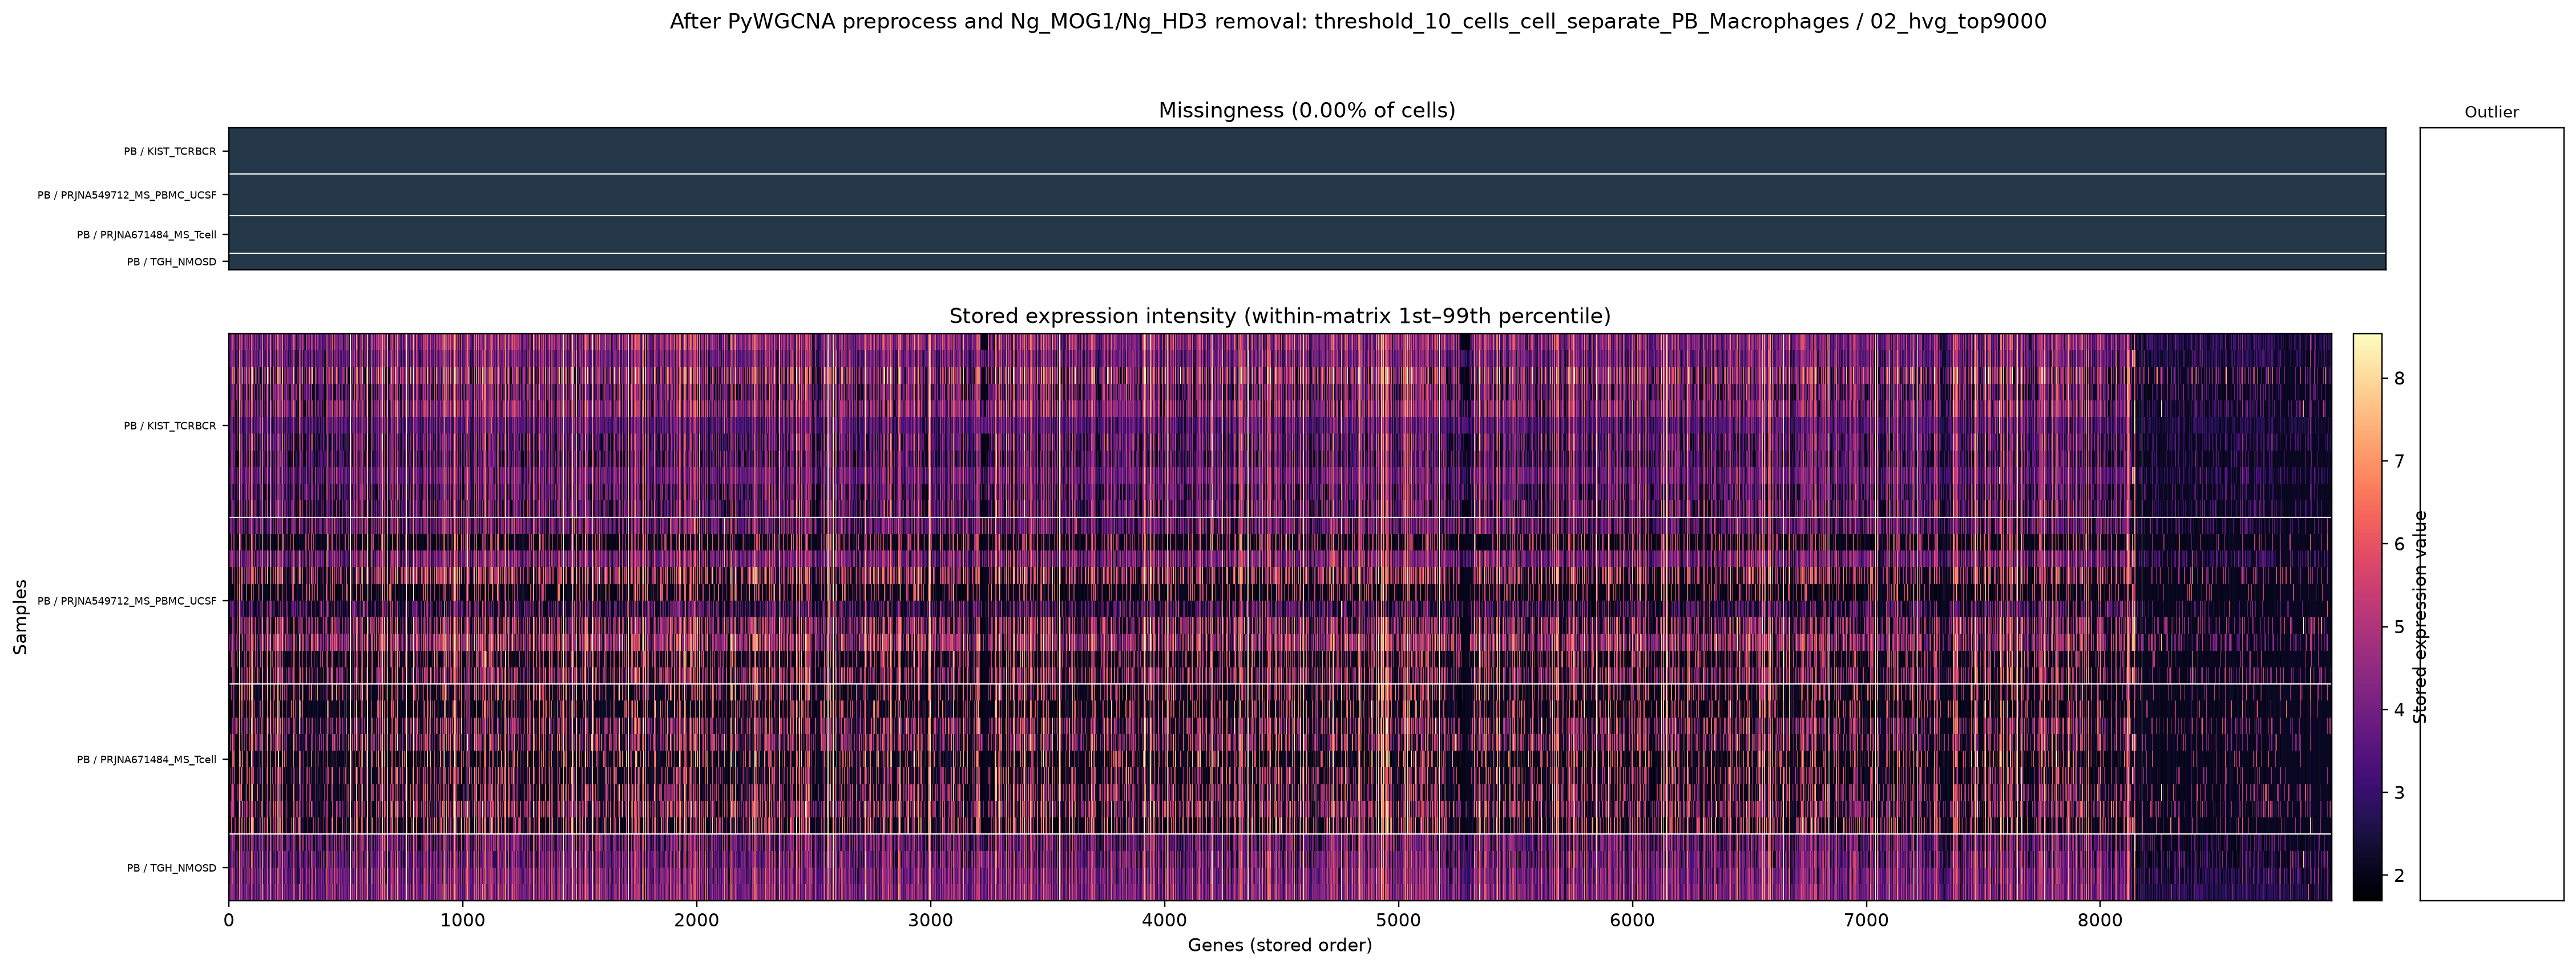 After PyWGCNA preprocess and Ng_MOG1/Ng_HD3 removal: threshold_10_cells_cell_separate_PB_Macrophages / 02_hvg_top9000
Missingness (0.00% of cells)
Outlier
PB / KIST_TCRBCR
PB / PRJNA549712_MS_PBMC_UCSF
PB / PRJNA671484_MS_Tcell
PB / TGH_NMOSD
Stored expression intensity (within-matrix 1st–99th percentile)
Samples
PB / KIST_TCRBCR
PB / PRJNA549712_MS_PBMC_UCSF
PB / PRJNA671484_MS_Tcell
PB / TGH_NMOSD
8
7
6
5
4
3
2
Stored expression value
0 1000 2000 3000 4000 5000 6000 7000 8000
Genes (stored order)